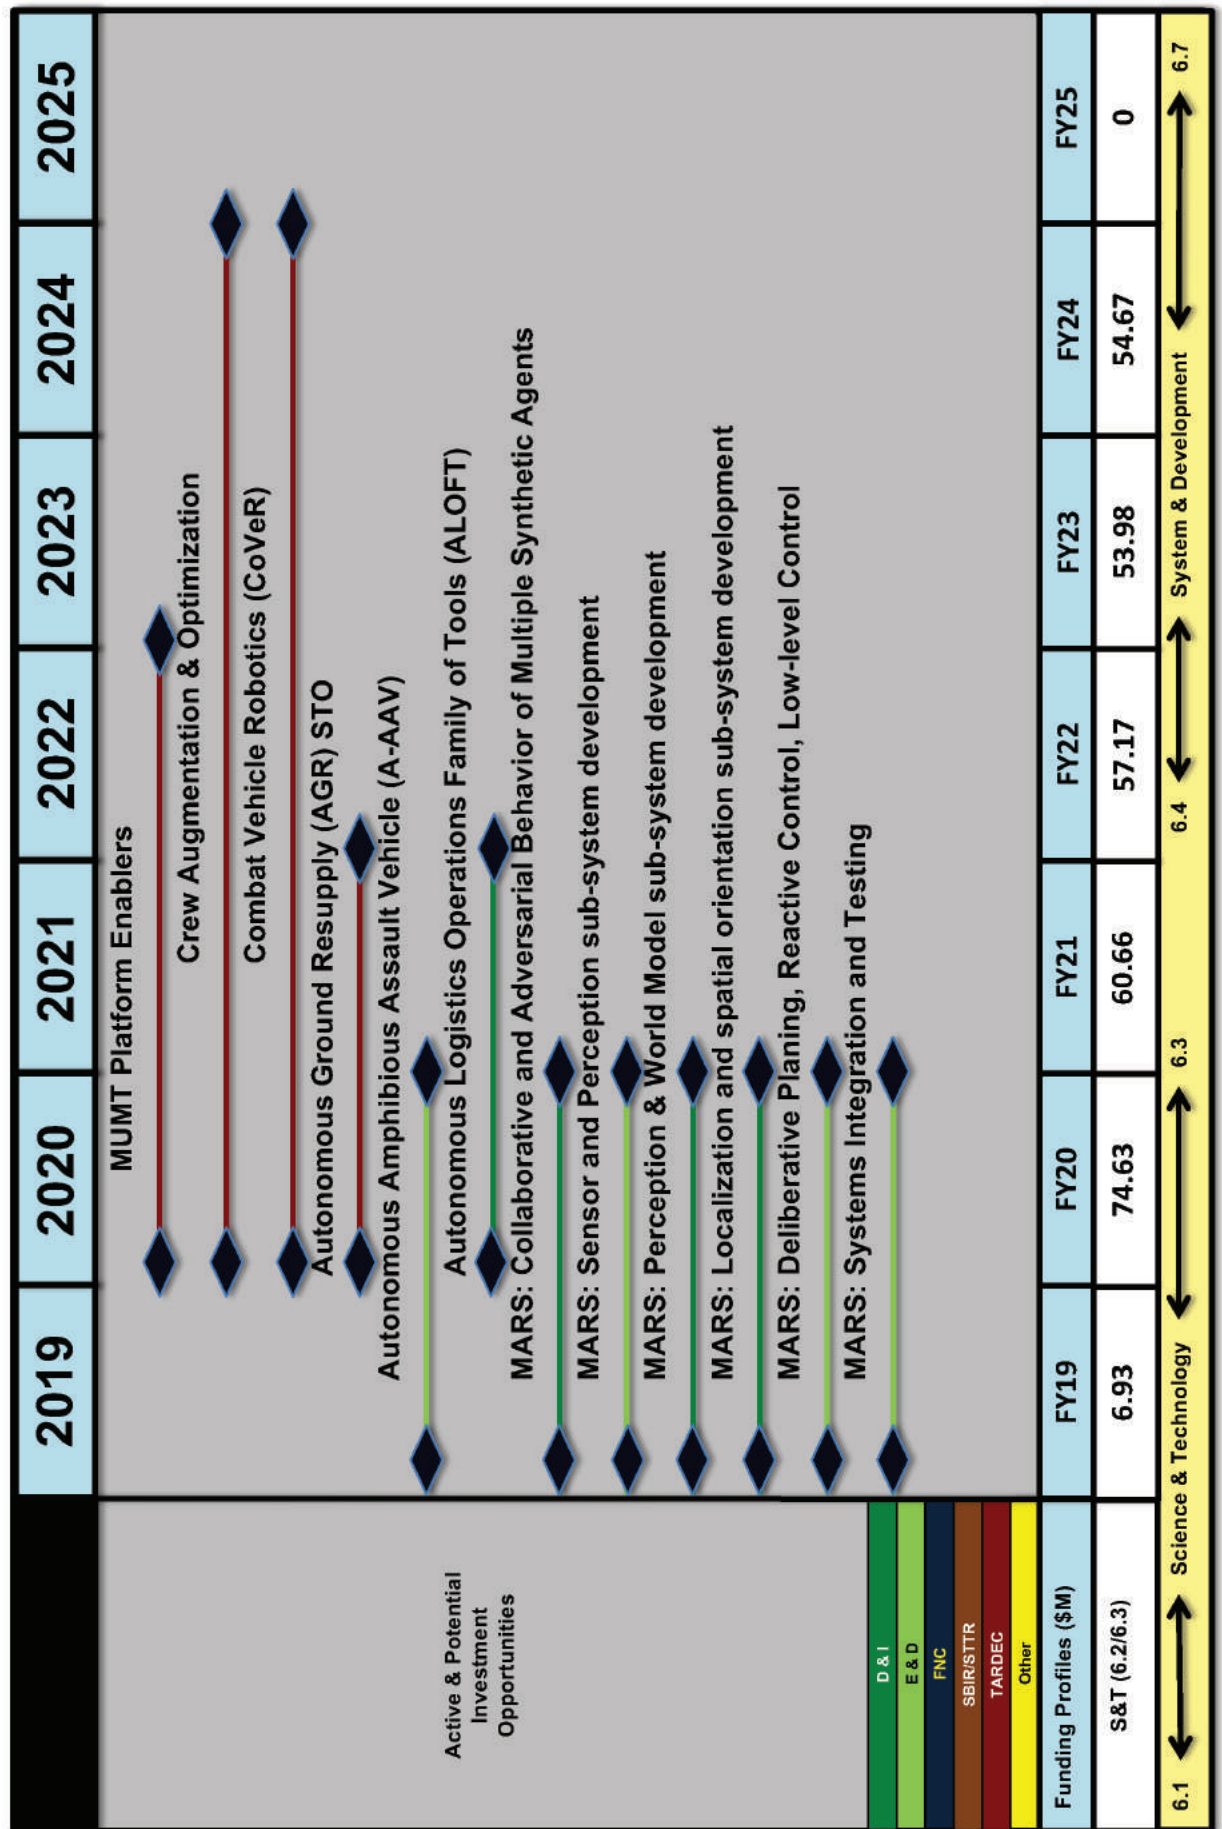 2019 2020 2021 2022 2023 2024 2025
Active & Potential
Investment
Opportunities
MUMT Platform Enablers
Crew Augmentation & Optimization
Combat Vehicle Robotics (CoVeR)
Autonomous Ground Resupply (AGR) STO
Autonomous Amphibious Assault Vehicle (A-AAV)
Autonomous Logistics Operations Family of Tools (ALOFT)
MARS: Collaborative and Adversarial Behavior of Multiple Synthetic Agents
MARS: Sensor and Perception sub-system development
MARS: Perception & World Model sub-system development
MARS: Localization and spatial orientation sub-system development
MARS: Deliberative Planing, Reactive Control, Low-level Control
MARS: Systems Integration and Testing
D & I
E & D
FNC
SBIR/STTR
TARDEC
Other
Funding Profiles ($M) FY19 FY20 FY21 FY22 FY23 FY24 FY25
S&T (6.2/6.3) 6.93 74.63 60.66 57.17 53.98 54.67 0
6.1 Science & Technology 6.3 6.4 System & Development 6.7